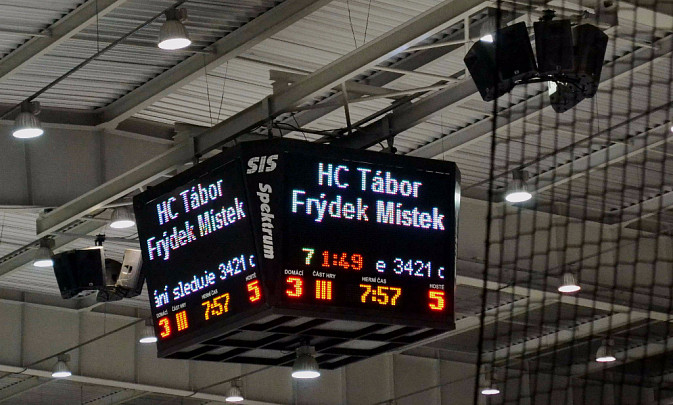 HC Tábor
Frýdek Místek
ání sleduje 3421 d
DOMÁCÍ ČÁST HRY HERNÍ ČAS HOSTÉ
3 III 7:57 5
SIS
Spektrum
HC Tábor
Frýdek Místek
7 1:49 e 3421 d
DOMÁCÍ ČÁST HRY HERNÍ ČAS HOSTÉ
3 III 7:57 5